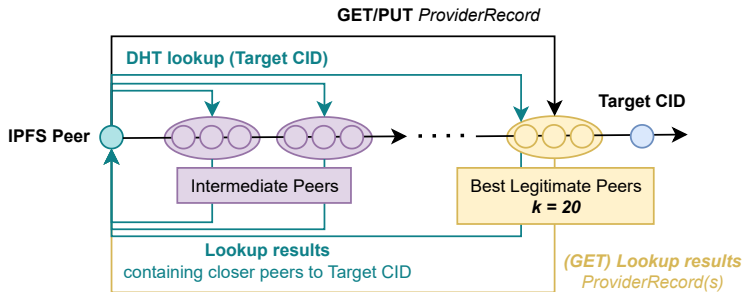 GET/PUT ProviderRecord
DHT lookup (Target CID)
Target CID
IPFS Peer
....
Intermediate Peers
Best Legitimate Peers
k = 20
Lookup results
containing closer peers to Target CID
(GET) Lookup results
ProviderRecord(s)